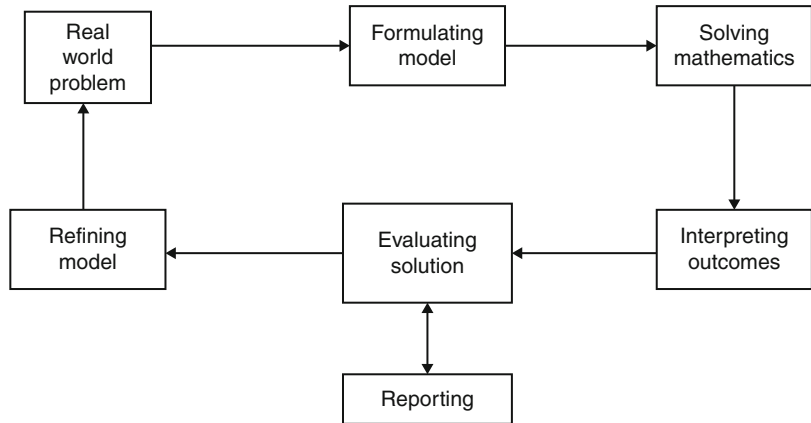 Real
world
problem
Formulating
model
Solving
mathematics
Refining
model
Evaluating
solution
Interpreting
outcomes
Reporting